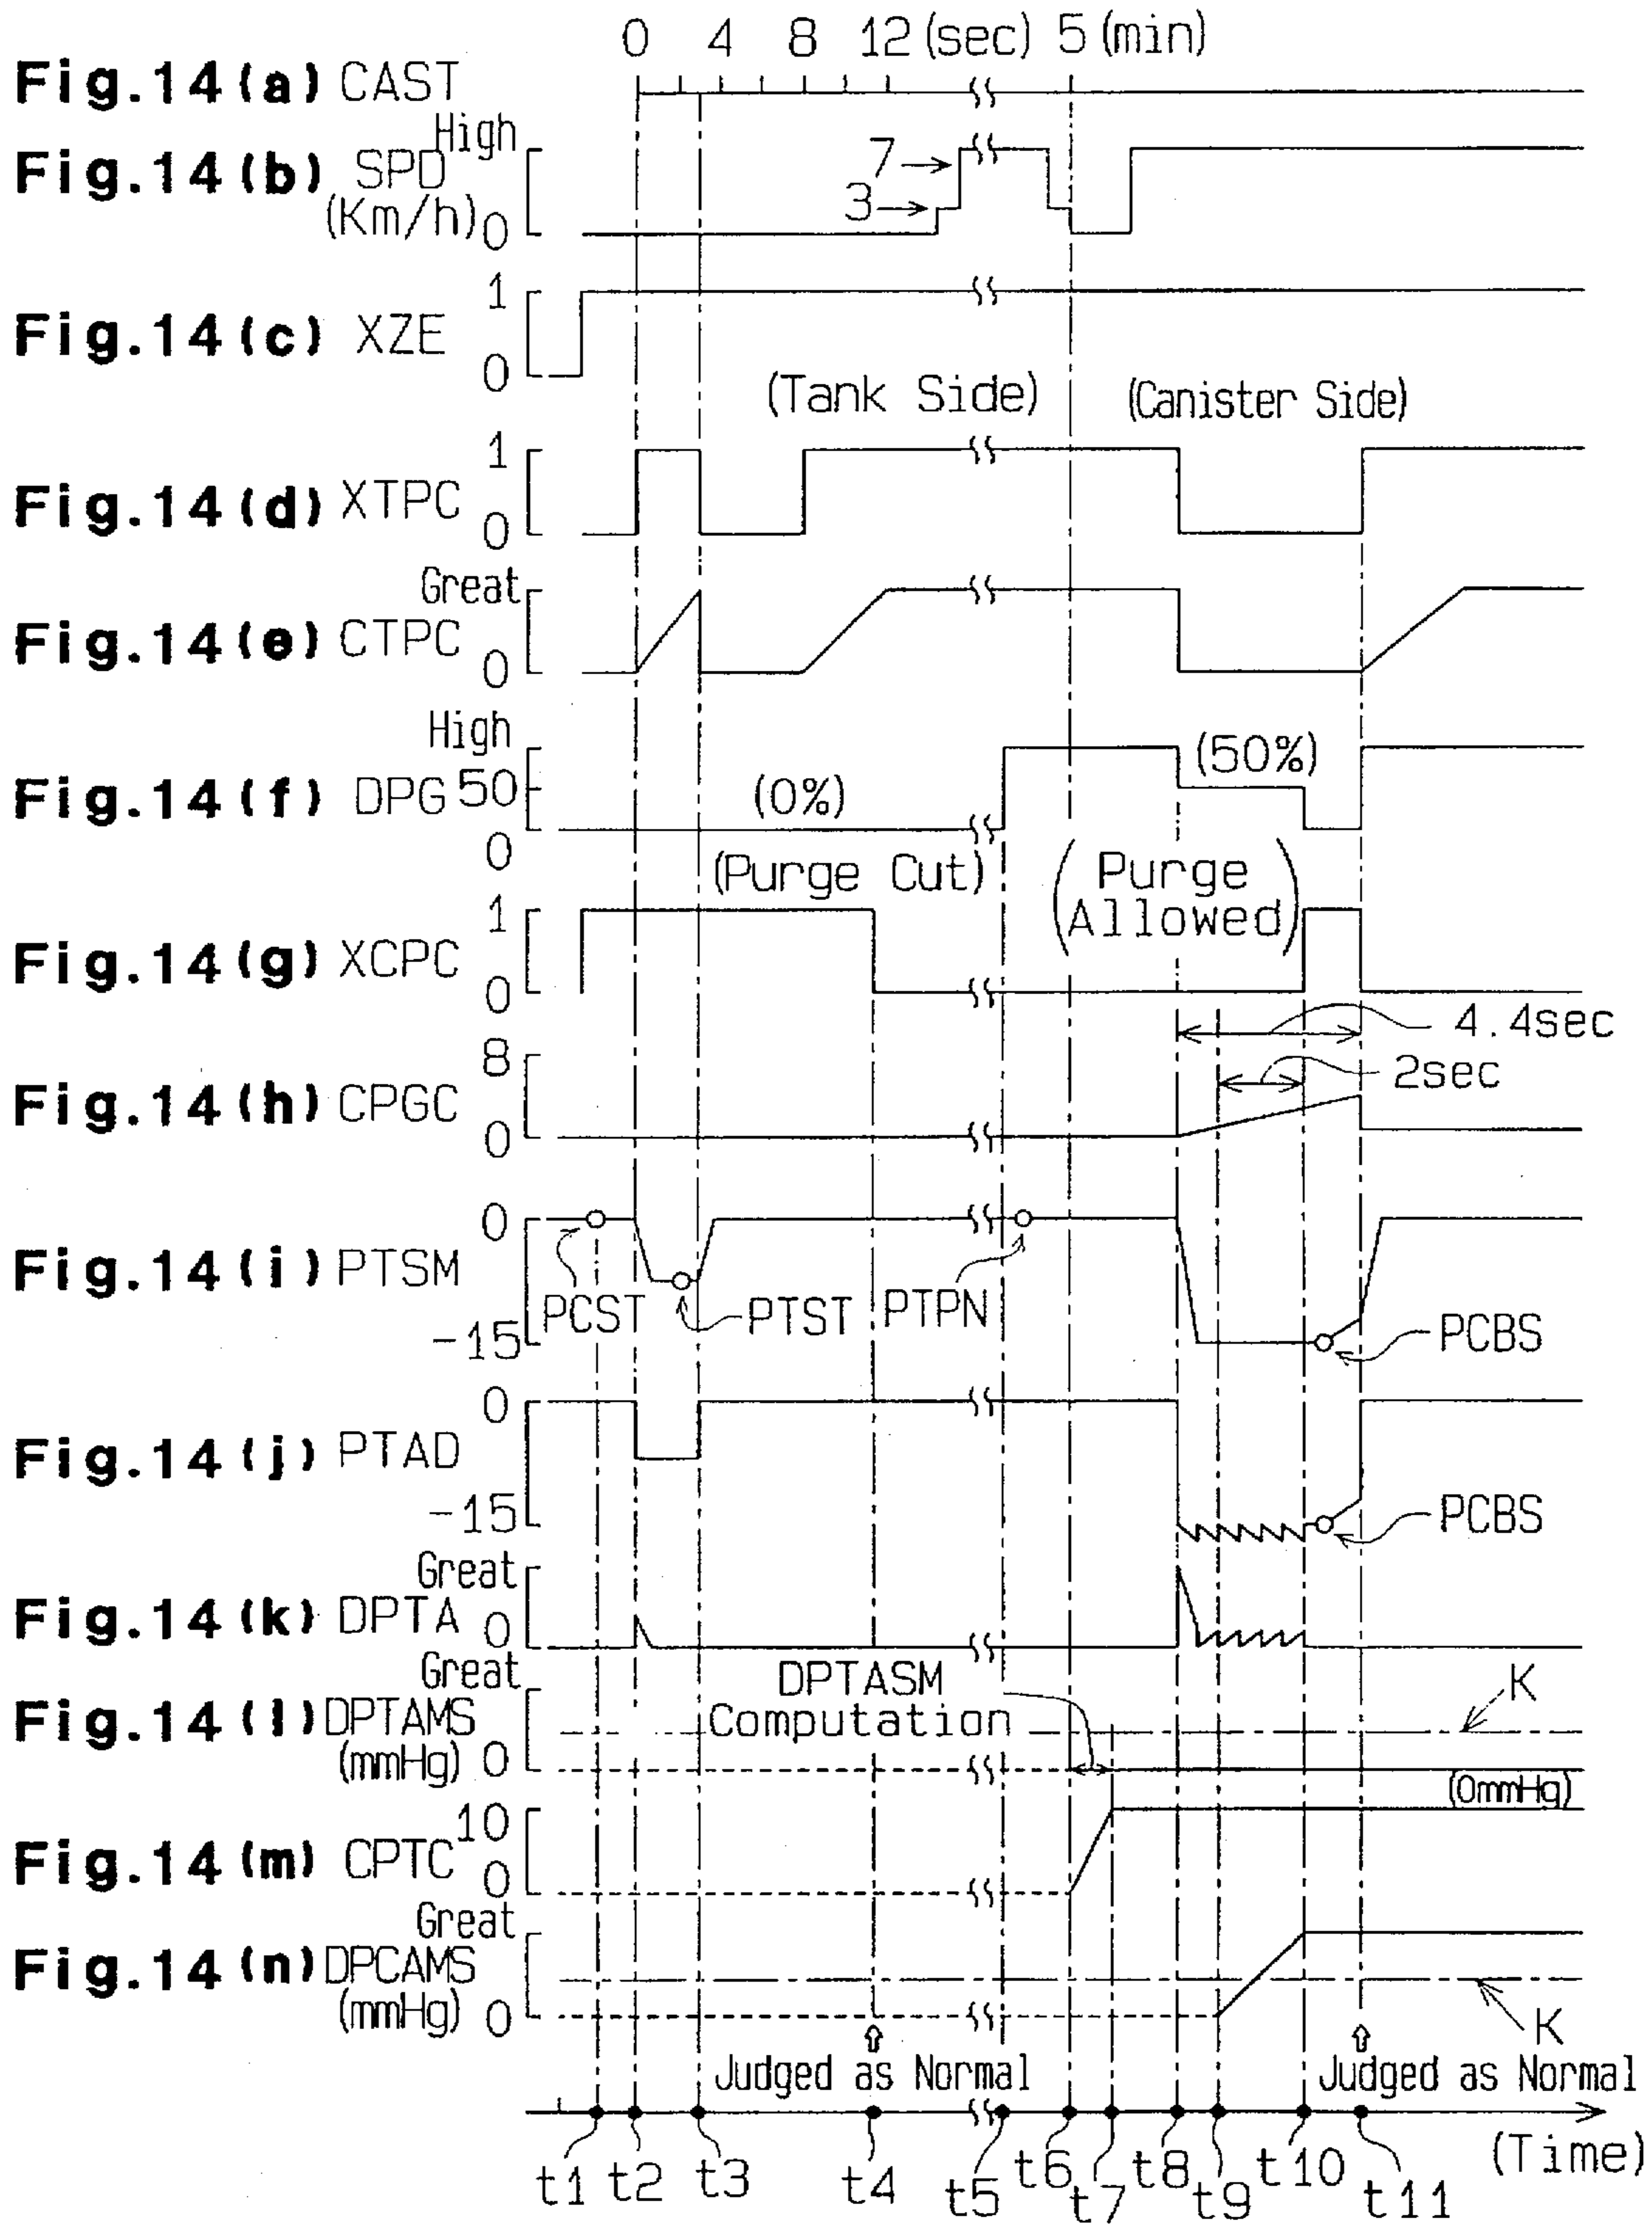 0 4 8 12 (sec) 5 (min)
Fig.14(a) CAST
High
Fig.14(b) SPD
(Km/h) 0
7
3
1
Fig.14(c) XZE
0
(Tank Side) (Canister Side)
1
Fig.14(d) XTPC
0
Great
Fig.14(e) CTPC
0
High
Fig.14(f) DPG 50
0
(0%) (50%)
(Purge Cut) (Purge
Allowed)
1
Fig.14(g) XCPC
0
4.4sec
8
2sec
Fig.14(h) CPGC
0
0
Fig.14(i) PTSM
PCST PTST PTPN
-15
PCBS
0
Fig.14(j) PTAD
-15
PCBS
Great
Fig.14(k) DPTA 0
Great
DPTASM
Computation
K
Fig.14(l) DPTAMS
(mmHg) 0
(0mmHg)
10
Fig.14(m) CPTC
0
Great
Fig.14(n) DPCAMS
(mmHg) 0
K
Judged as Normal Judged as Normal
t1 t2 t3 t4 t5 t6 t7 t8 t9 t10 t11
(Time)